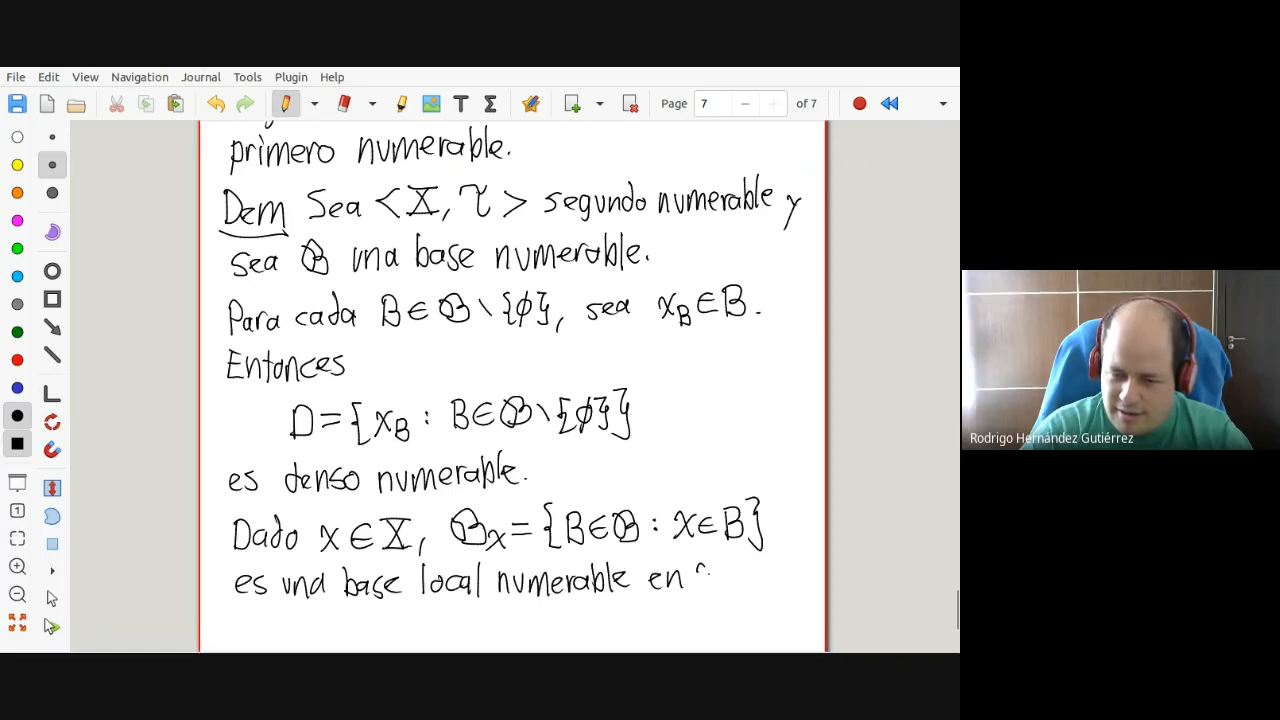 File Edit View Navigation Journal Tools Plugin Help
Page 7 of 7
primero numerable.
Dem Sea <X, τ> segundo numerable y
sea ℬ una base numerable.
Para cada B∈ℬ\{∅}, sea x_B∈B.
Entonces
D={x_B : B∈ℬ\{∅}}
es denso numerable.
Dado x∈X, ℬ_x={B∈ℬ : x∈B}
es una base local numerable en
Rodrigo Hernández Gutiérrez